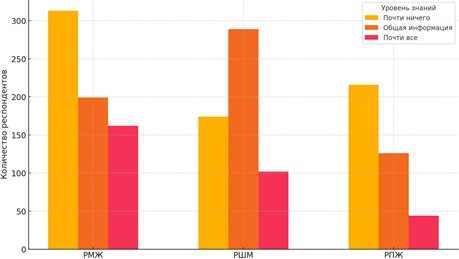 Уровень знаний
Почти ничего
Общая информация
Почти все
Количество респондентов
300
250
200
150
100
50
0
РМЖ РШМ РПЖ